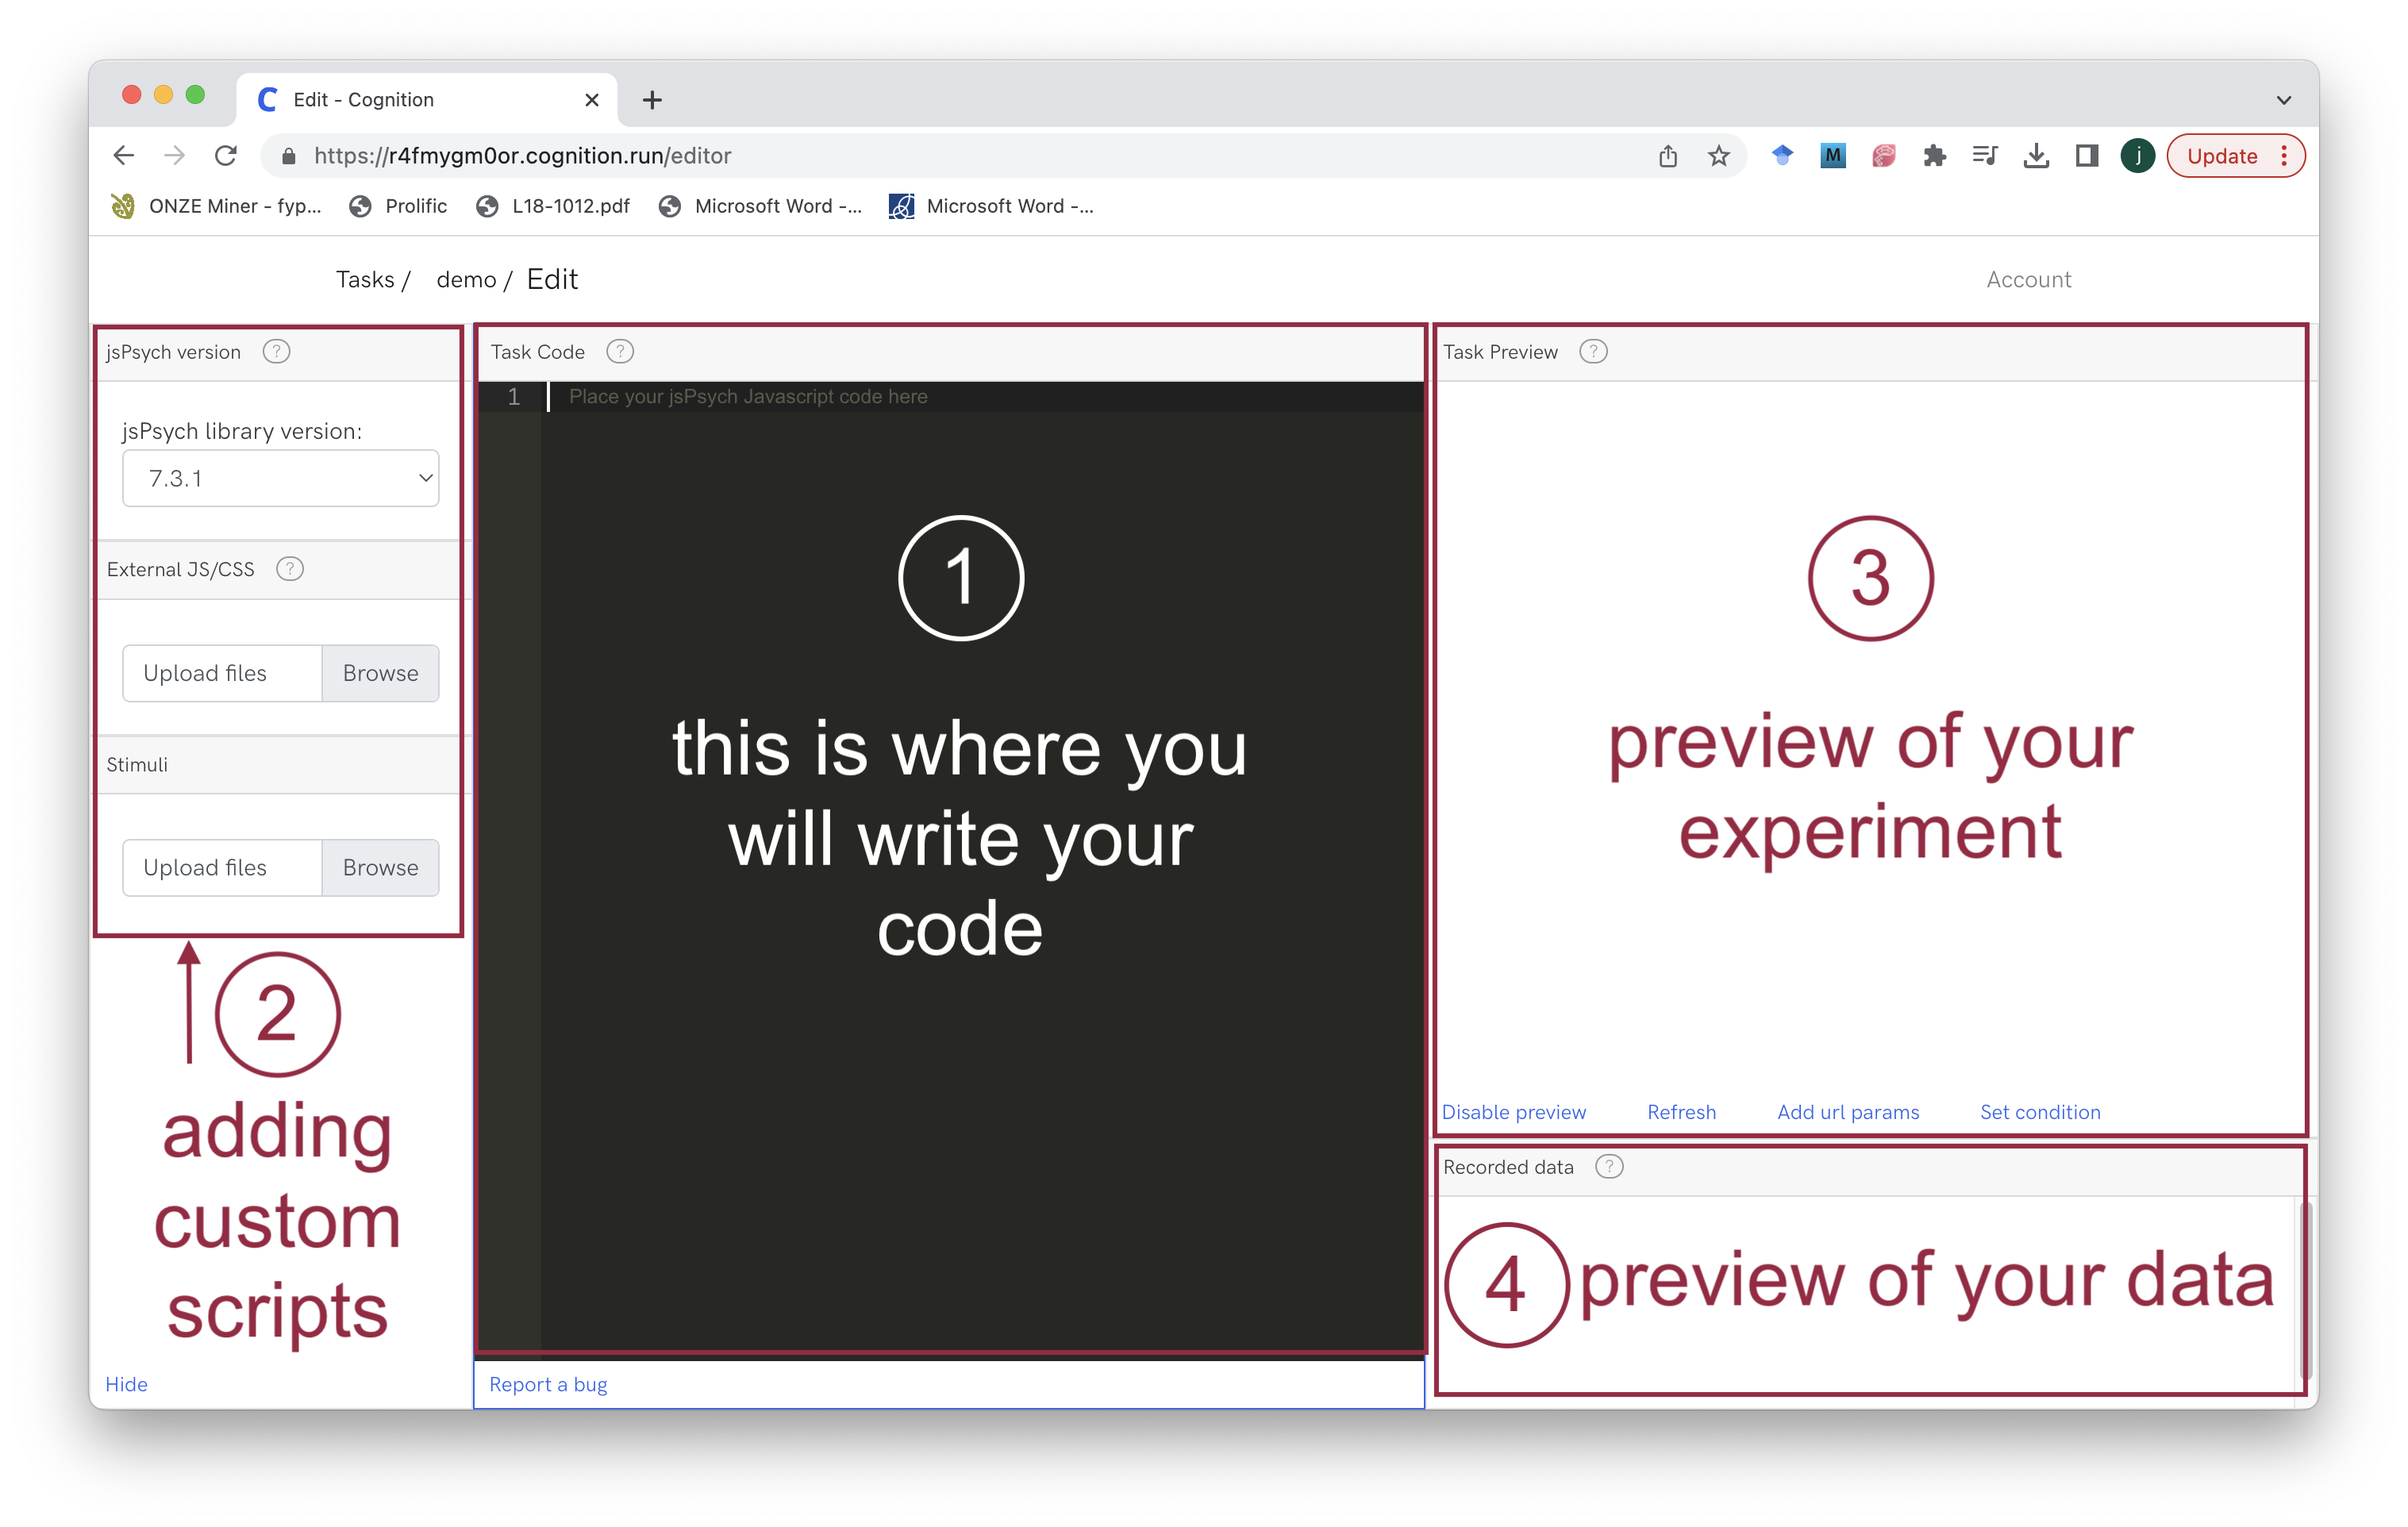 Edit - Cognition
https://r4fmygm0or.cognition.run/editor
M
j
Update
ONZE Miner - fyp...
Prolific
L18-1012.pdf
Microsoft Word -...
Microsoft Word -...
Tasks / demo / Edit
Account
jsPsych version ?
jsPsych library version:
7.3.1
External JS/CSS ?
Upload files Browse
Stimuli
Upload files Browse
2
adding
custom
scripts
Hide
Task Code ?
1 Place your jsPsych Javascript code here
1
this is where you
will write your
code
Report a bug
Task Preview ?
3
preview of your
experiment
Disable preview Refresh Add url params Set condition
Recorded data ?
4 preview of your data